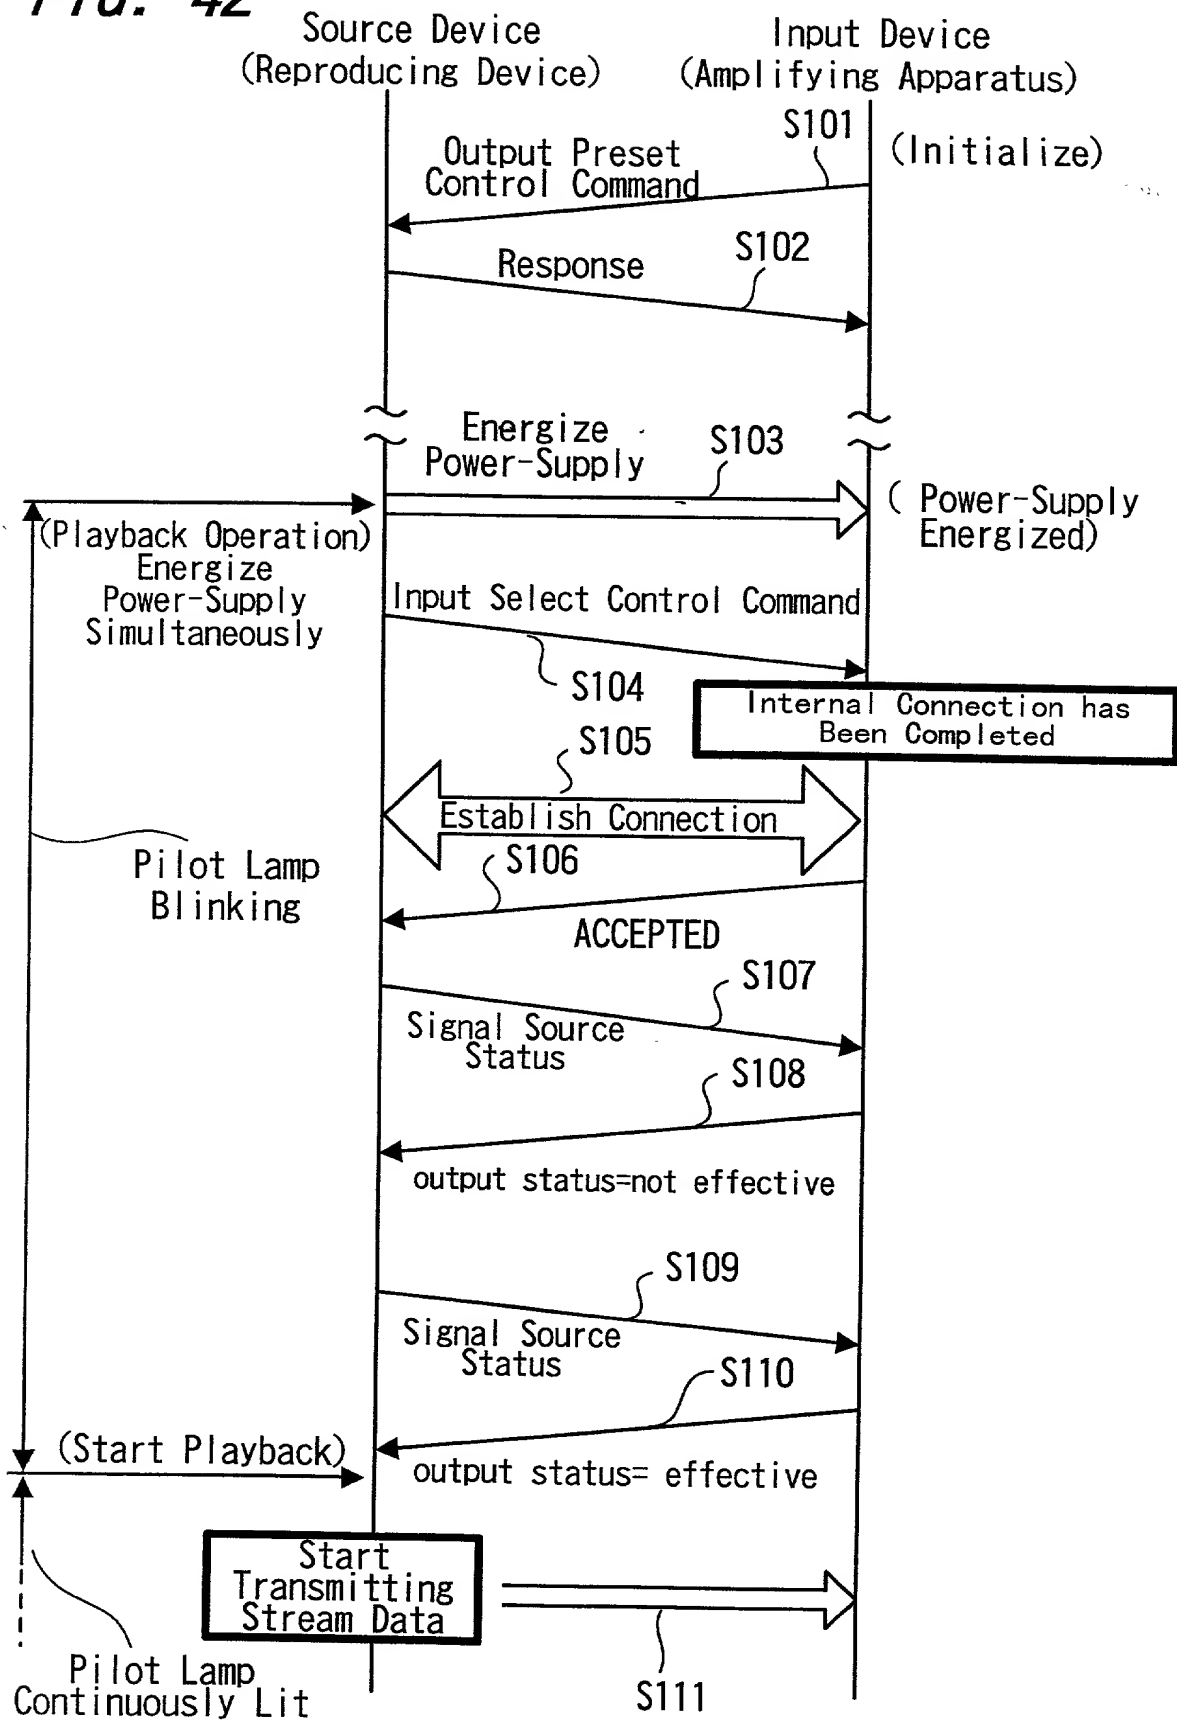 FIG. 42
Source Device
(Reproducing Device)
Input Device
(Amplifying Apparatus)
S101
(Initialize)
Output Preset
Control Command
S102
Response
Energize
Power-Supply
S103
( Power-Supply
Energized)
(Playback Operation)
Energize
Power-Supply
Simultaneously
Input Select Control Command
S104
Internal Connection has
Been Completed
S105
Establish Connection
Pilot Lamp
Blinking
S106
ACCEPTED
S107
Signal Source
Status
S108
output status=not effective
S109
Signal Source
Status
S110
(Start Playback)
output status= effective
Start
Transmitting
Stream Data
S111
Pilot Lamp
Continuously Lit